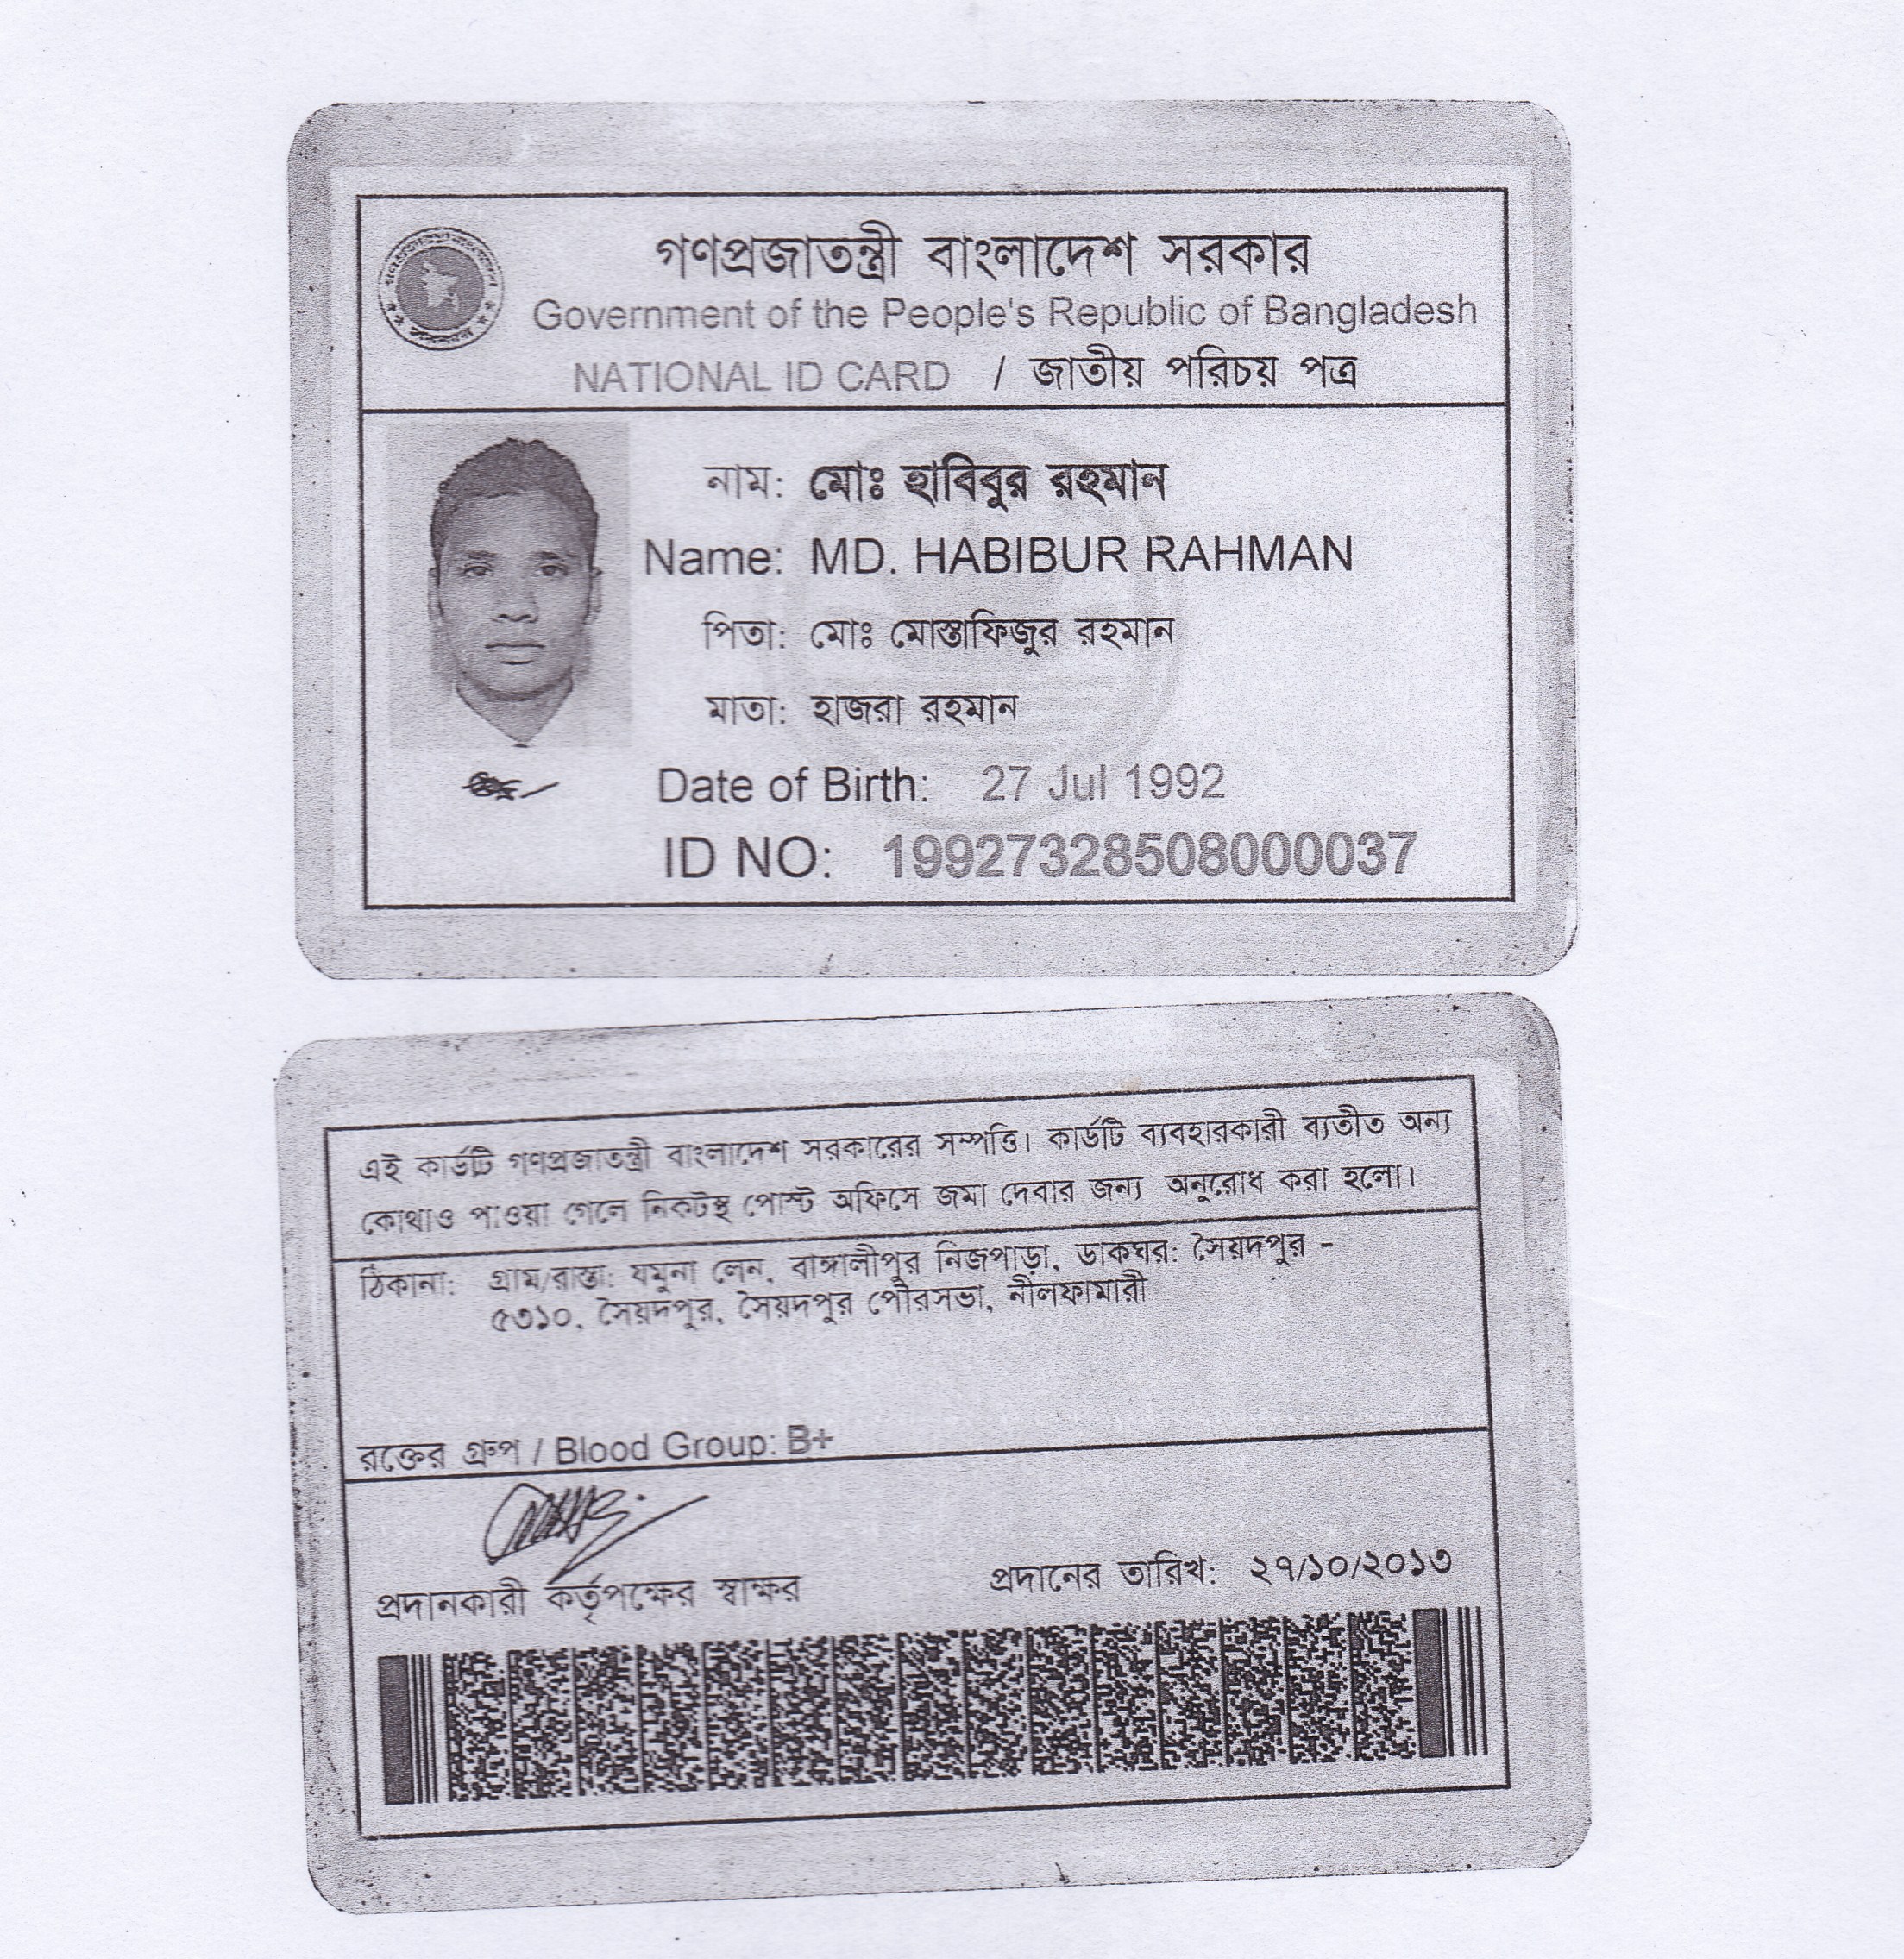 গণপ্রজাতন্ত্রী বাংলাদেশ সরকার
Government of the People's Republic of Bangladesh
NATIONAL ID CARD / জাতীয় পরিচয় পত্র
নাম: মোঃ হাবিবুর রহমান
Name: MD. HABIBUR RAHMAN
পিতা: মোঃ মোস্তাফিজুর রহমান
মাতা: হাজরা রহমান
Date of Birth: 27 Jul 1992
ID NO: 19927328508000037
এই কার্ডটি গণপ্রজাতন্ত্রী বাংলাদেশ সরকারের সম্পত্তি। কার্ডটি ব্যবহারকারী ব্যতীত অন্য
কোথাও পাওয়া গেলে নিকটস্থ পোস্ট অফিসে জমা দেবার জন্য অনুরোধ করা হলো।
ঠিকানা: গ্রাম/রাস্তা: যমুনা লেন, বাঙ্গালীপুর নিজপাড়া, ডাকঘর: সৈয়দপুর -
৫৩১০, সৈয়দপুর, সৈয়দপুর পৌরসভা, নীলফামারী
রক্তের গ্রুপ / Blood Group: B+
প্রদানকারী কর্তৃপক্ষের স্বাক্ষর
প্রদানের তারিখ: ২৭/১০/২০১৩